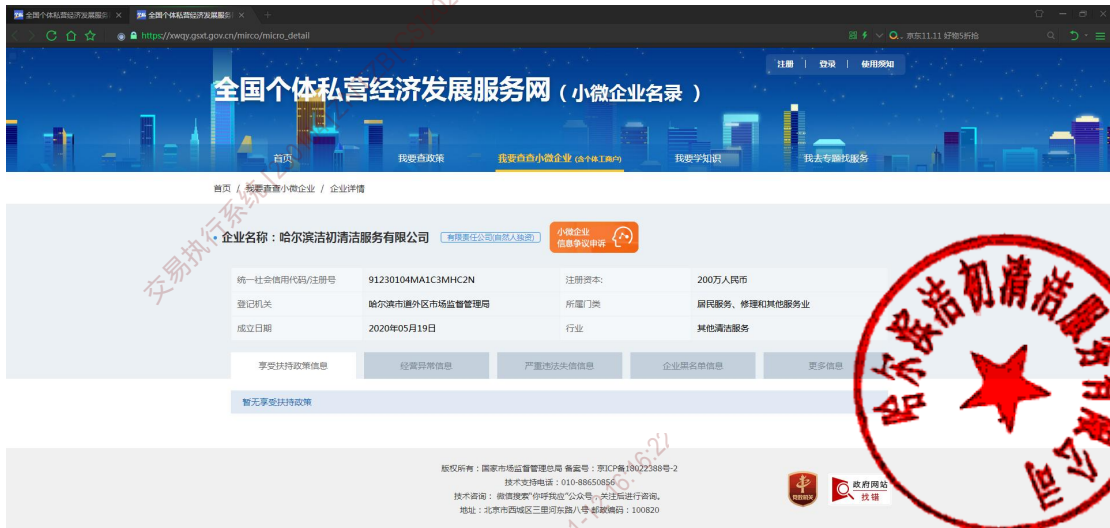 全国个体私营经济发展服务
全国个体私营经济发展服务
https://xwqy.gsxt.gov.cn/mirco/micro_detail
京东11.11 好物5折抢
注册 | 登录 | 使用须知
全国个体私营经济发展服务网（小微企业名录 ）
首页 我要查政策 我要查查小微企业 (含个体工商户) 我要学知识 我去专题找服务
首页 / 我要查查小微企业 / 企业详情
企业名称：哈尔滨洁初清洁服务有限公司 有限责任公司(自然人独资) 小微企业
信息争议申诉
统一社会信用代码/注册号 91230104MA1C3MHC2N 注册资本: 200万人民币
登记机关 哈尔滨市道外区市场监督管理局 所属门类 居民服务、修理和其他服务业
成立日期 2020年05月19日 行业 其他清洁服务
享受扶持政策信息 经营异常信息 严重违法失信信息 企业黑名单信息 更多信息
暂无享受扶持政策
哈尔滨洁初清洁服务有限公司
版权所有：国家市场监督管理总局 备案号：京ICP备18022388号-2
技术支持电话：010-88650856
技术咨询： 微信搜索“你呼我应”公众号，关注后进行咨询。
地址：北京市西城区三里河东路八号 邮政编码：100820
党政机关
政府网站
找错
交易执行系统
16:46:27